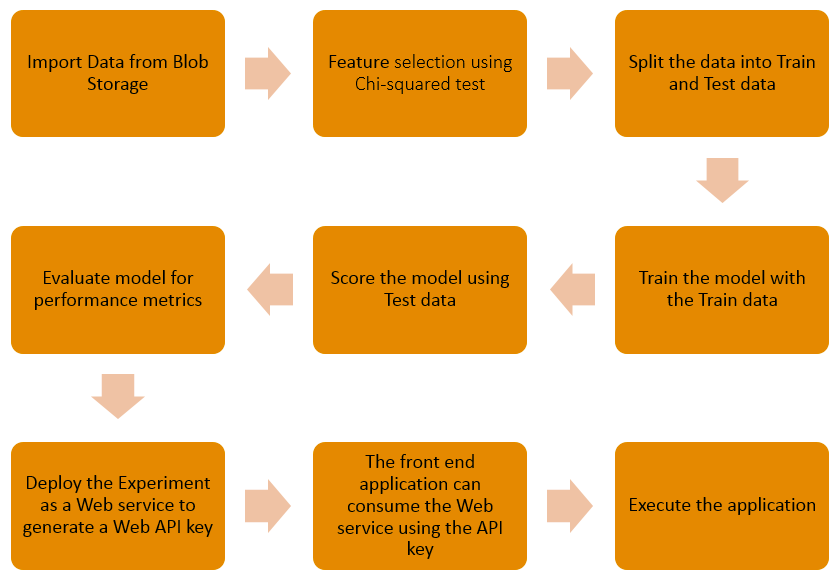 Import Data from Blob
Storage
Feature selection using
Chi-squared test
Split the data into Train
and Test data
Train the model with
the Train data
Score the model using
Test data
Evaluate model for
performance metrics
Deploy the Experiment
as a Web service to
generate a Web API key
The front end
application can
consume the Web
service using the API
key
Execute the application